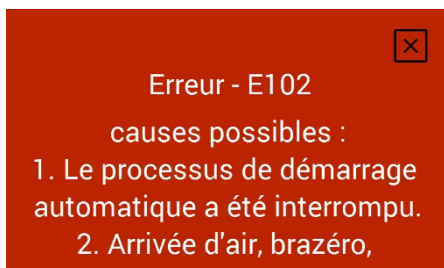 Erreur - E102
causes possibles :
1. Le processus de démarrage
automatique a été interrompu.
2. Arrivée d'air, brazéro,